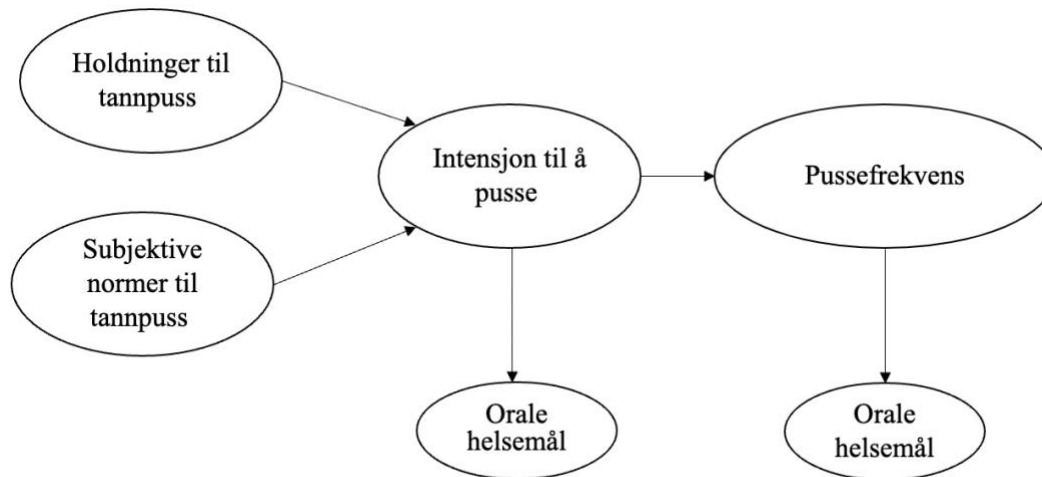 Holdninger til
tannpuss
Intensjon til å
pusse
Pussefrekvens
Subjektive
normer til
tannpuss
Orale
helsemål
Orale
helsemål